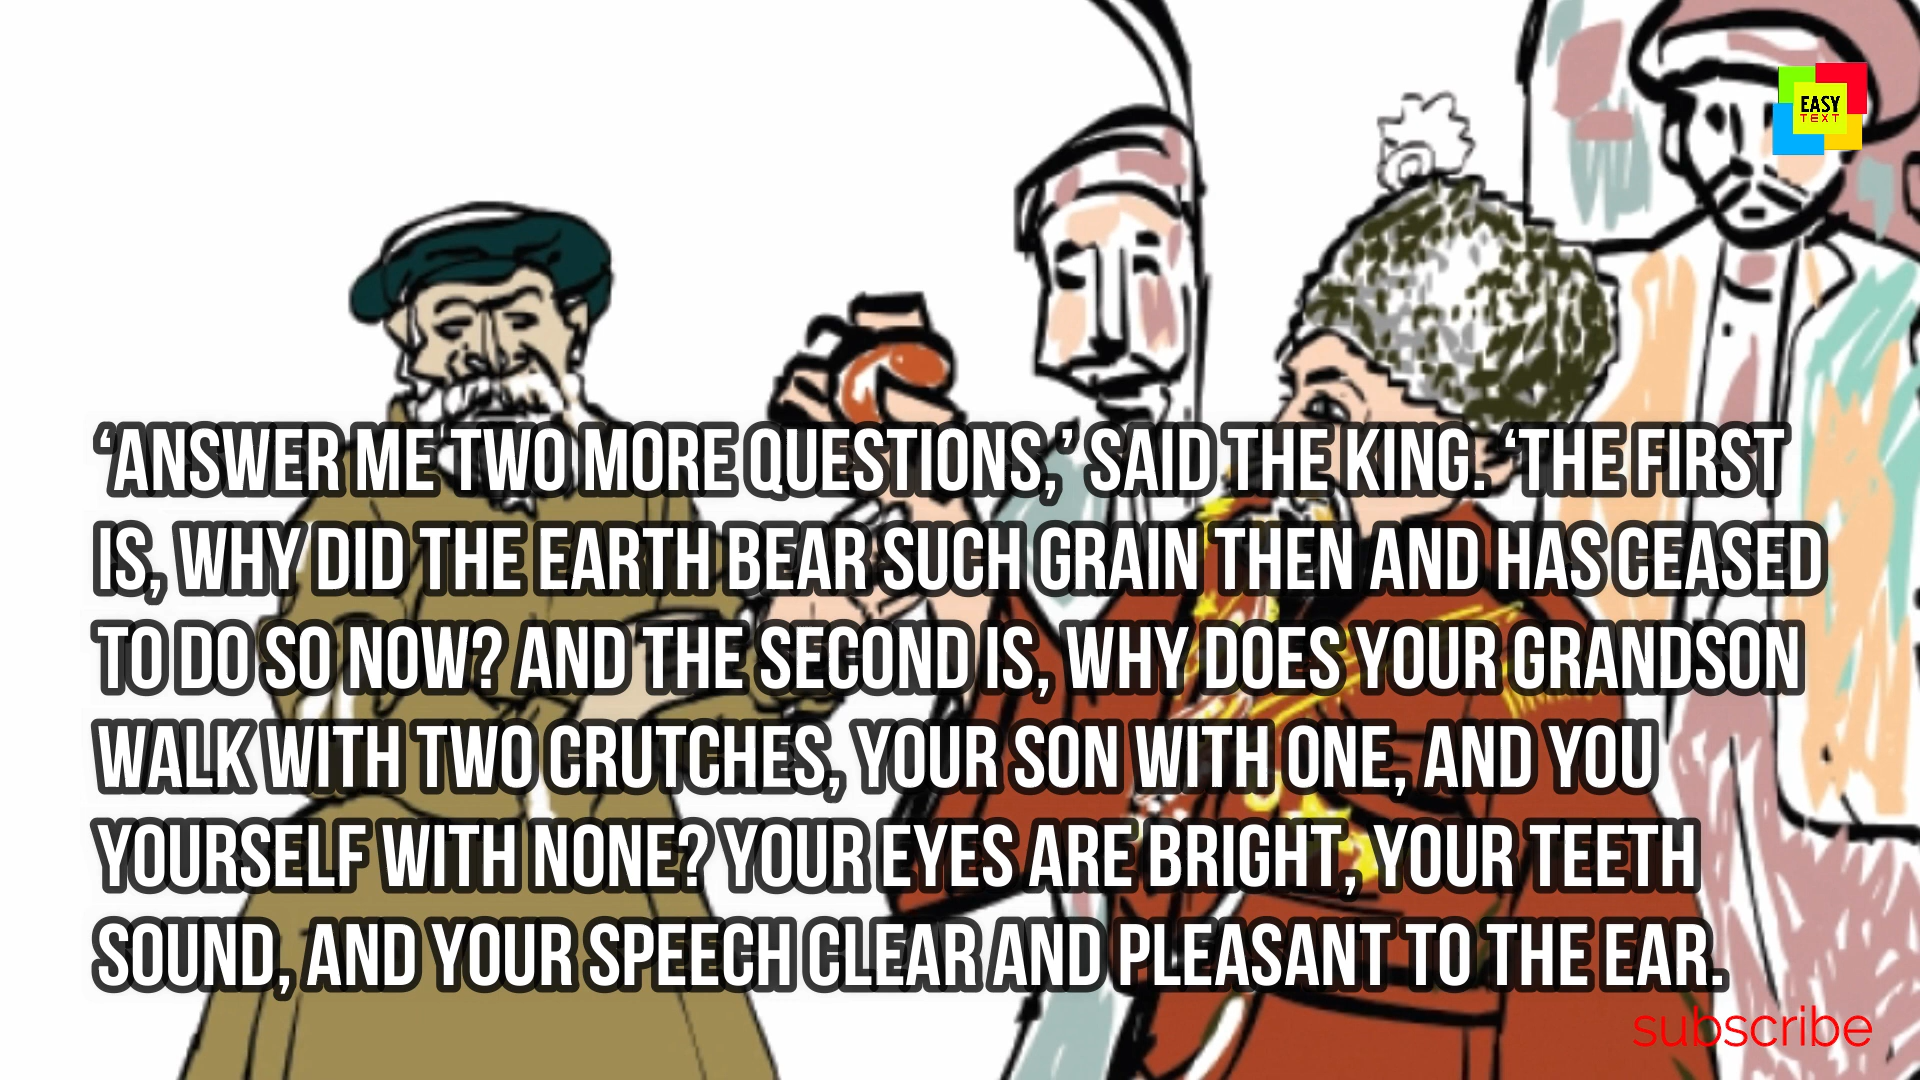 EASY
TEXT
‘ANSWER ME TWO MORE QUESTIONS,’ SAID THE KING. ‘THE FIRST
IS, WHY DID THE EARTH BEAR SUCH GRAIN THEN AND HAS CEASED
TO DO SO NOW? AND THE SECOND IS, WHY DOES YOUR GRANDSON
WALK WITH TWO CRUTCHES, YOUR SON WITH ONE, AND YOU
YOURSELF WITH NONE? YOUR EYES ARE BRIGHT, YOUR TEETH
SOUND, AND YOUR SPEECH CLEAR AND PLEASANT TO THE EAR.
subscribe